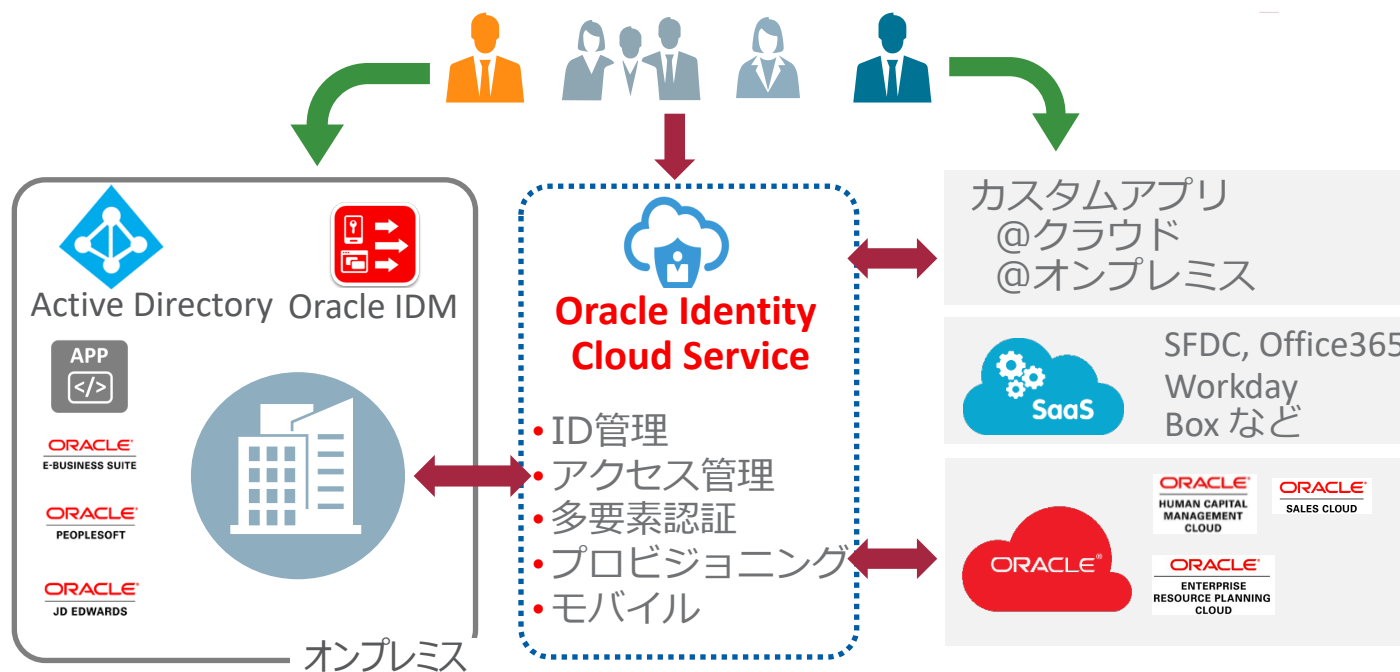 Active Directory
Oracle IDM
APP
</>
ORACLE®
E-BUSINESS SUITE
ORACLE®
PEOPLESOFT
ORACLE®
JD EDWARDS
オンプレミス
Oracle Identity
Cloud Service
•ID管理
•アクセス管理
•多要素認証
•プロビジョニング
•モバイル
カスタムアプリ
@クラウド
@オンプレミス
SaaS
SFDC, Office365
Workday
Box など
ORACLE®
ORACLE®
HUMAN CAPITAL
MANAGEMENT
CLOUD
ORACLE®
SALES CLOUD
ORACLE®
ENTERPRISE
RESOURCE PLANNING
CLOUD